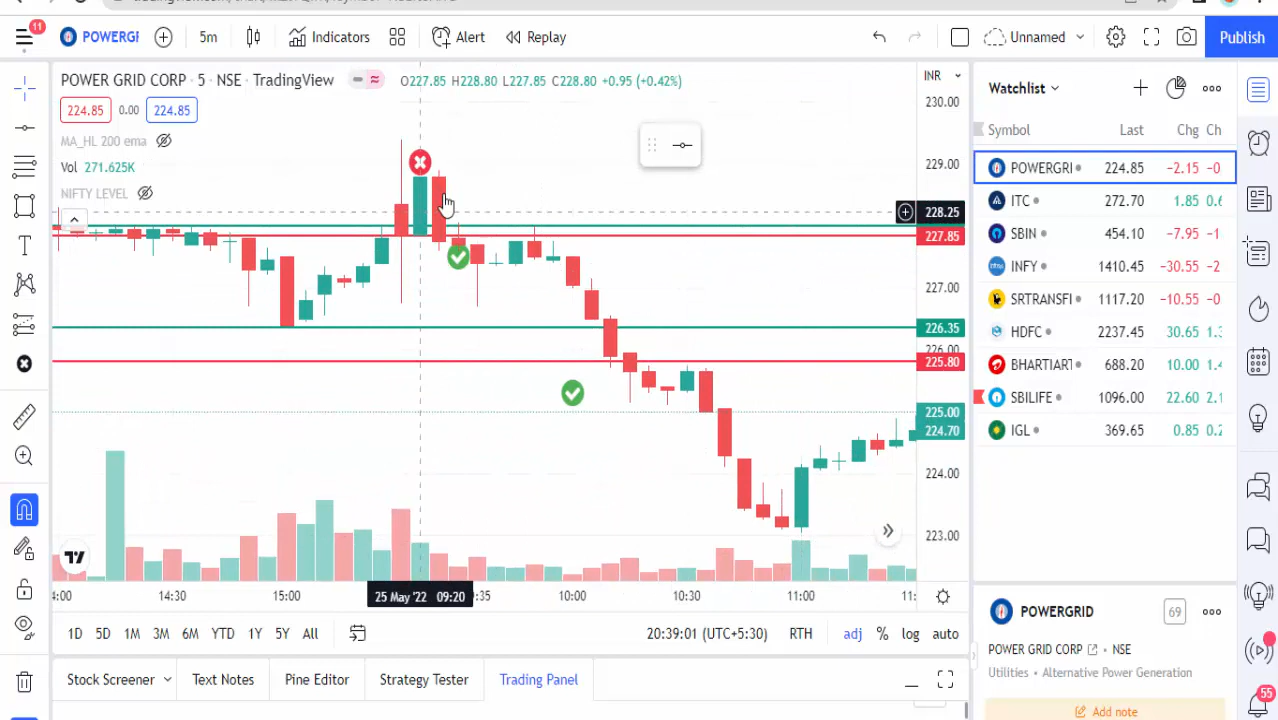 11
POWERGI
5m
Indicators
Alert
Replay
Unnamed
Publish
POWER GRID CORP · 5 · NSE · TradingView
O227.85 H228.80 L227.85 C228.80 +0.95 (+0.42%)
INR
224.85 0.00 224.85
MA_HL 200 ema
Vol 271.625K
NIFTY LEVEL
230.00
229.00
228.25
227.85
227.00
226.35
226.00
225.80
225.00
224.70
224.00
223.00
4:00 14:30 15:00 25 May '22 09:20 :35 10:00 10:30 11:00 11:
1D 5D 1M 3M 6M YTD 1Y 5Y All
20:39:01 (UTC+5:30) RTH adj % log auto
Stock Screener Text Notes Pine Editor Strategy Tester Trading Panel
Watchlist
Symbol Last Chg Ch
POWERGRI 224.85 −2.15 −0
ITC 272.70 1.85 0.6
SBIN 454.10 −7.95 −1
INFY 1410.45 −30.55 −2
SRTRANSFI 1117.20 −10.55 −0
HDFC 2237.45 30.65 1.3
BHARTIART 688.20 10.00 1.4
SBILIFE 1096.00 22.60 2.1
IGL 369.65 0.85 0.2
POWERGRID 69
POWER GRID CORP · NSE
Utilities · Alternative Power Generation
Add note
55